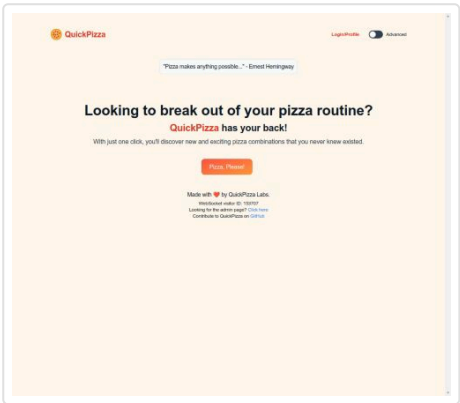 QuickPizza
Login/Profile
Advanced
"Pizza makes anything possible..." - Ernest Hemingway
Looking to break out of your pizza routine?
QuickPizza has your back!
With just one click, you'll discover new and exciting pizza combinations that you never knew existed.
Pizza, Please!
Made with ❤️ by QuickPizza Labs.
WebSocket visitor ID:
Looking for the admin page? Click here
Contribute to QuickPizza on GitHub